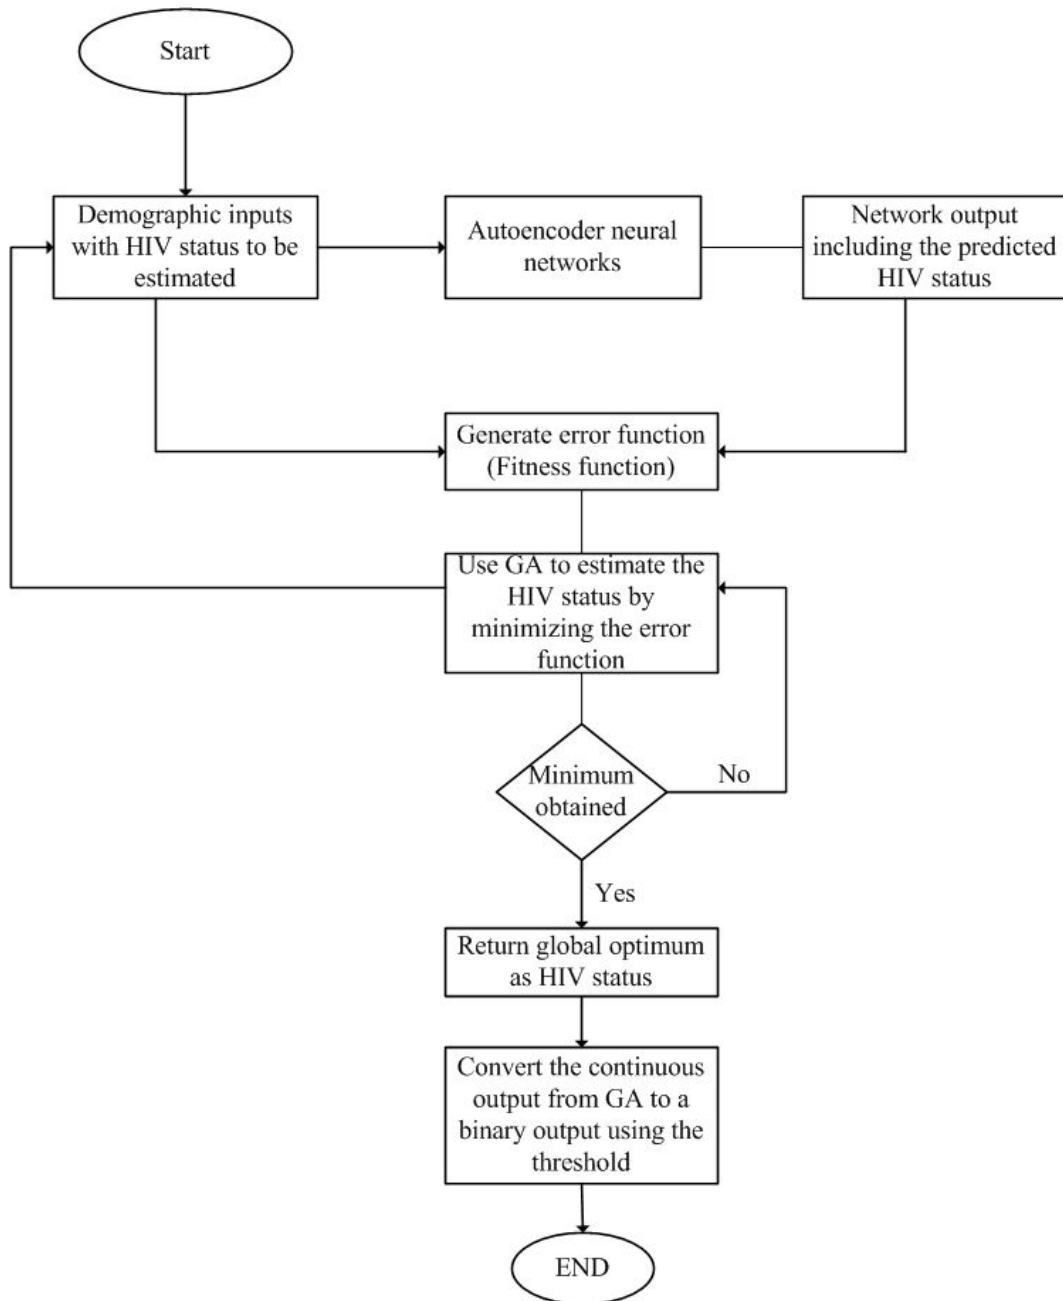 Start
Demographic inputs
with HIV status to be
estimated
Autoencoder neural
networks
Network output
including the predicted
HIV status
Generate error function
(Fitness function)
Use GA to estimate the
HIV status by
minimizing the error
function
Minimum
obtained
No
Yes
Return global optimum
as HIV status
Convert the continuous
output from GA to a
binary output using the
threshold
END